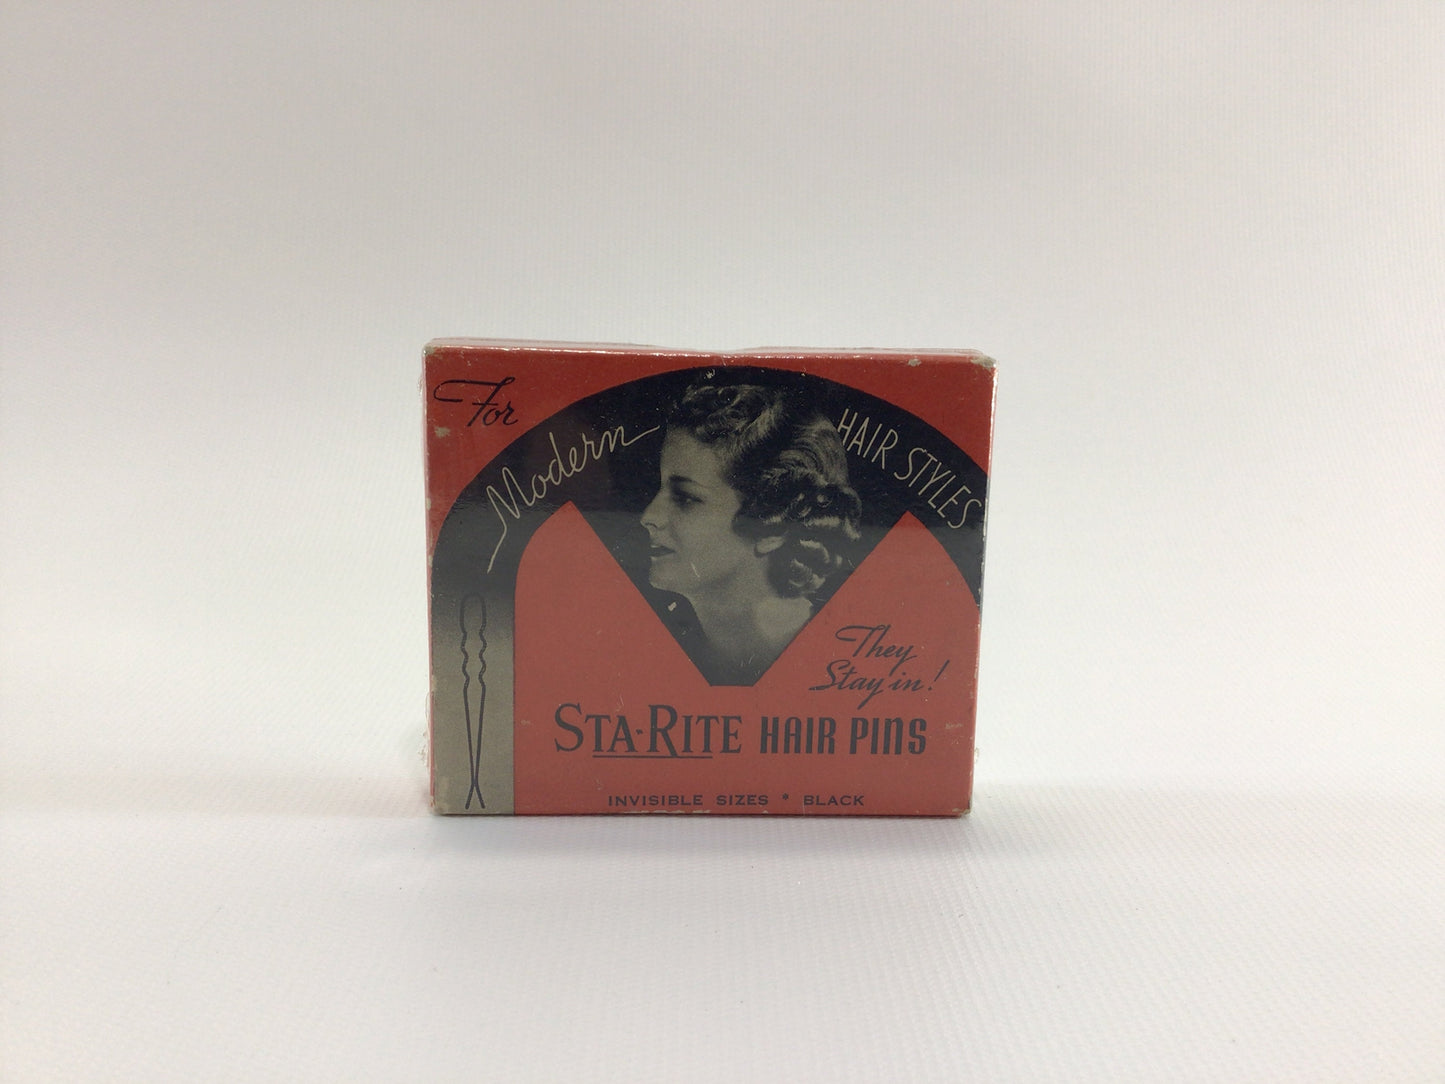 For
Modern
HAIR STYLES
They
Stay in!
STA-RITE HAIR PINS
INVISIBLE SIZES * BLACK